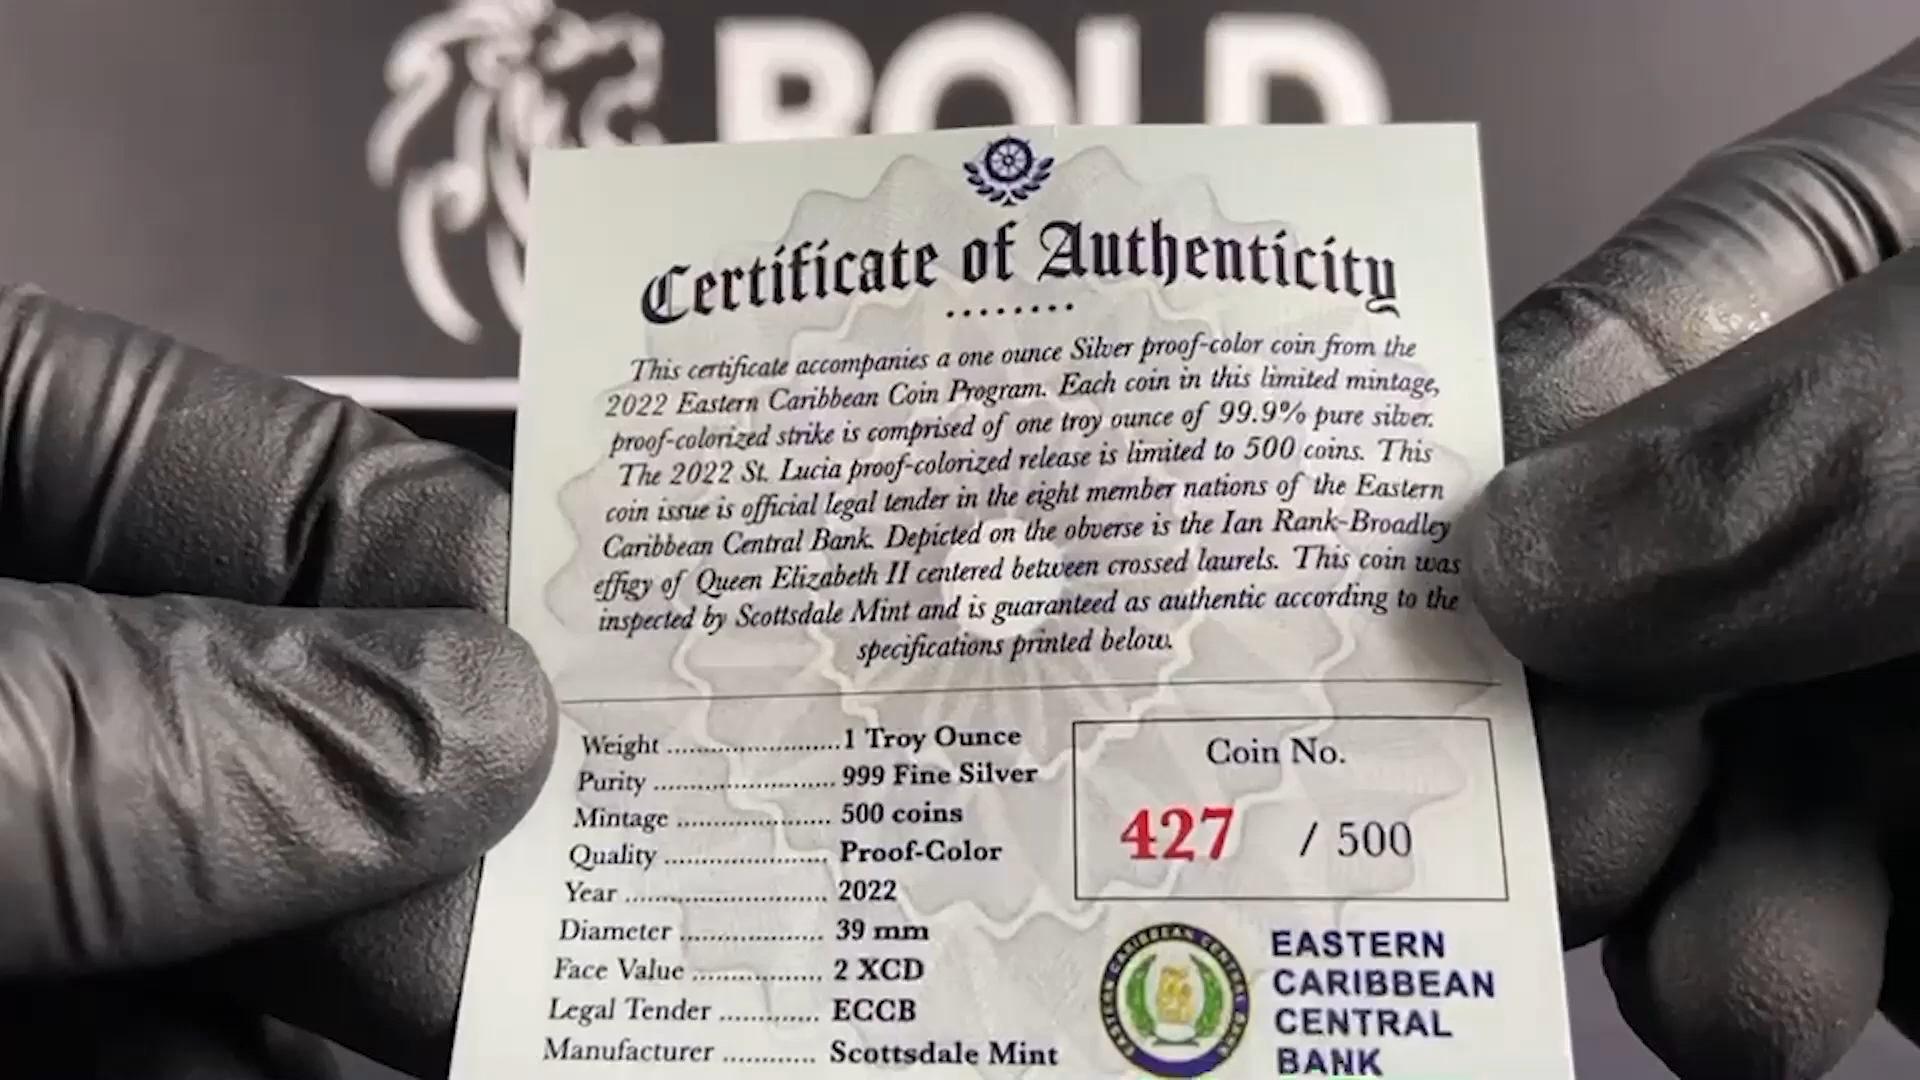 BOLD
Certificate of Authenticity
This certificate accompanies a one ounce Silver proof-color coin from the
2022 Eastern Caribbean Coin Program. Each coin in this limited mintage,
proof-colorized strike is comprised of one troy ounce of 99.9% pure silver.
The 2022 St. Lucia proof-colorized release is limited to 500 coins. This
coin issue is official legal tender in the eight member nations of the Eastern
Caribbean Central Bank. Depicted on the obverse is the Ian Rank-Broadley
effigy of Queen Elizabeth II centered between crossed laurels. This coin was
inspected by Scottsdale Mint and is guaranteed as authentic according to the
specifications printed below.
Weight ......................... 1 Troy Ounce
Purity .......................... 999 Fine Silver
Mintage ...................... 500 coins
Quality ....................... Proof-Color
Year ............................. 2022
Diameter .................... 39 mm
Face Value .................. 2 XCD
Legal Tender .............. ECCB
Manufacturer ............ Scottsdale Mint
Coin No.
427 / 500
EASTERN CARIBBEAN CENTRAL BANK
EASTERN
CARIBBEAN
CENTRAL
BANK